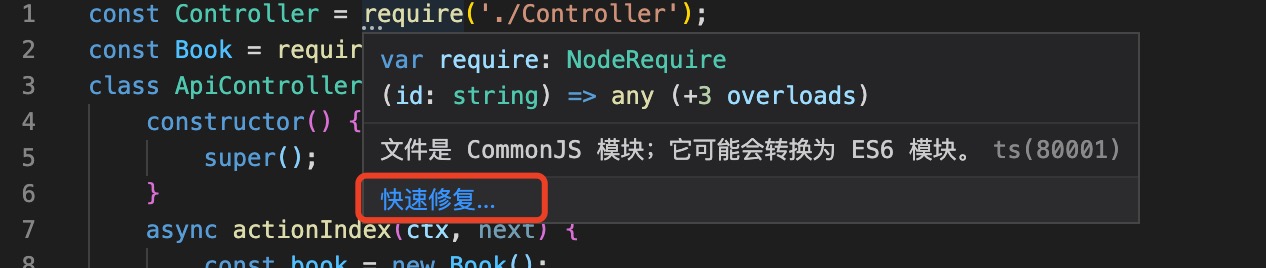 1 const Controller = require('./Controller');
2 const Book = requir
var require: NodeRequire
3 class ApiController
(id: string) => any (+3 overloads)
4 constructor() {
5 super();
文件是 CommonJS 模块；它可能会转换为 ES6 模块。 ts(80001)
6 }
快速修复...
7 async actionIndex(ctx, next) {
8 const book = new Book();